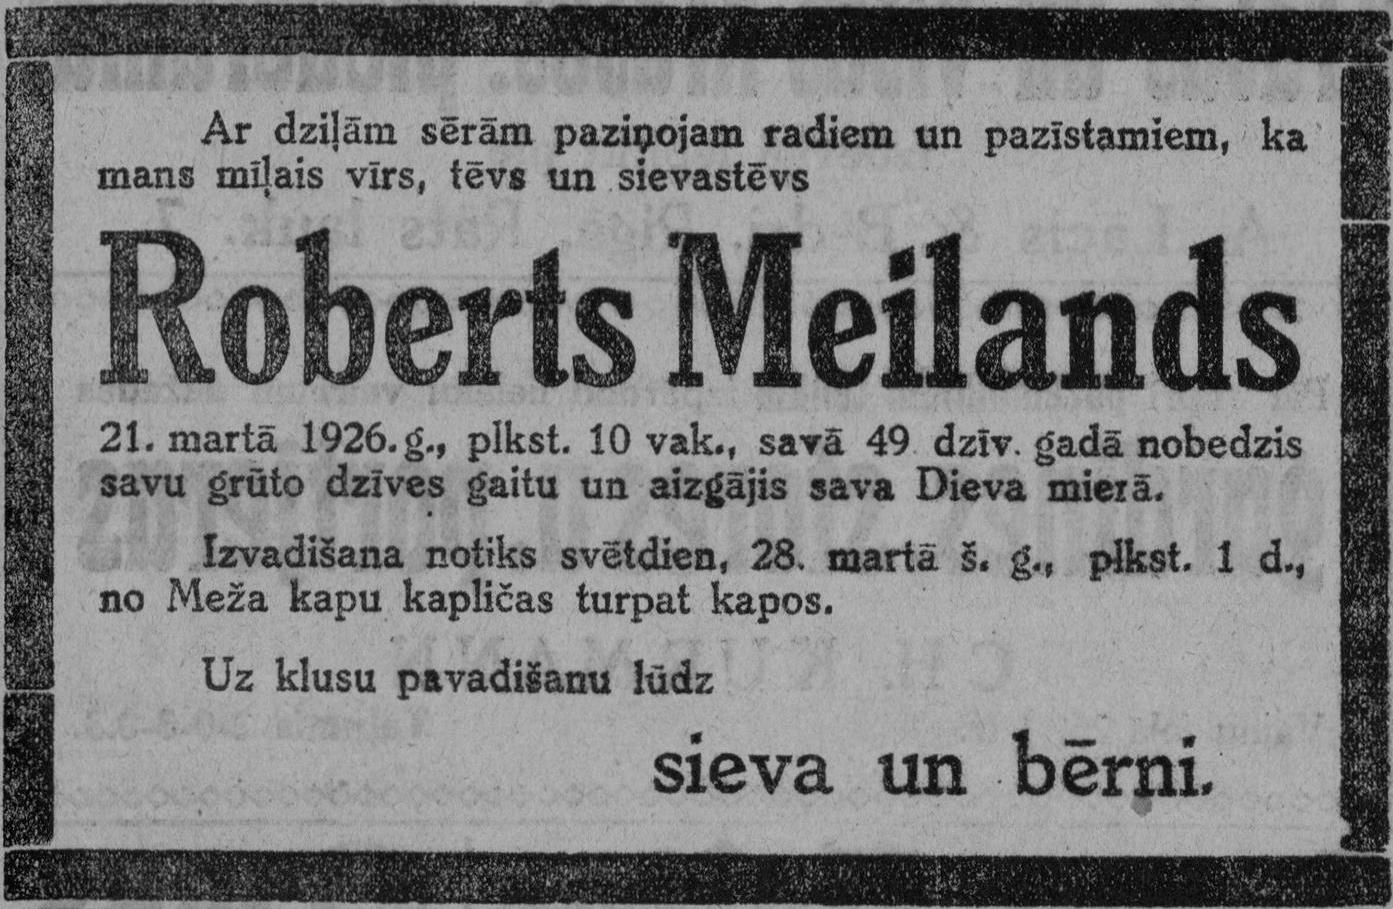 Ar dziļām sērām paziņojam radiem un pazīstamiem, ka
mans mīļais vīrs, tēvs un sievastēvs
Roberts Meilands
21. martā 1926. g., plkst. 10 vak., savā 49 dzīv. gadā nobedzis
savu grūto dzīves gaitu un aizgājis sava Dieva mierā.
Izvadišana notiks svētdien, 28. martā š. g., plkst. 1 d.,
no Meža kapu kapličas turpat kapos.
Uz klusu pavadišanu lūdz
sieva un bērni.